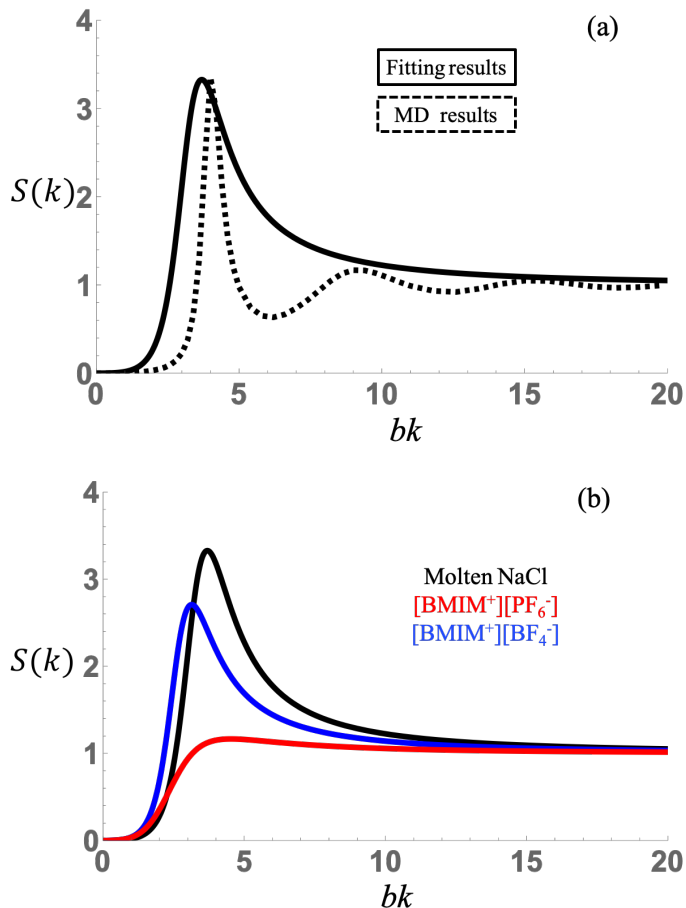 (a)
4
Fitting results
3
MD results
S(k)
2
1
0
0 5 10 15 20
bk
(b)
4
Molten NaCl
3
[BMIM⁺][PF₆⁻]
[BMIM⁺][BF₄⁻]
S(k)
2
1
0
0 5 10 15 20
bk